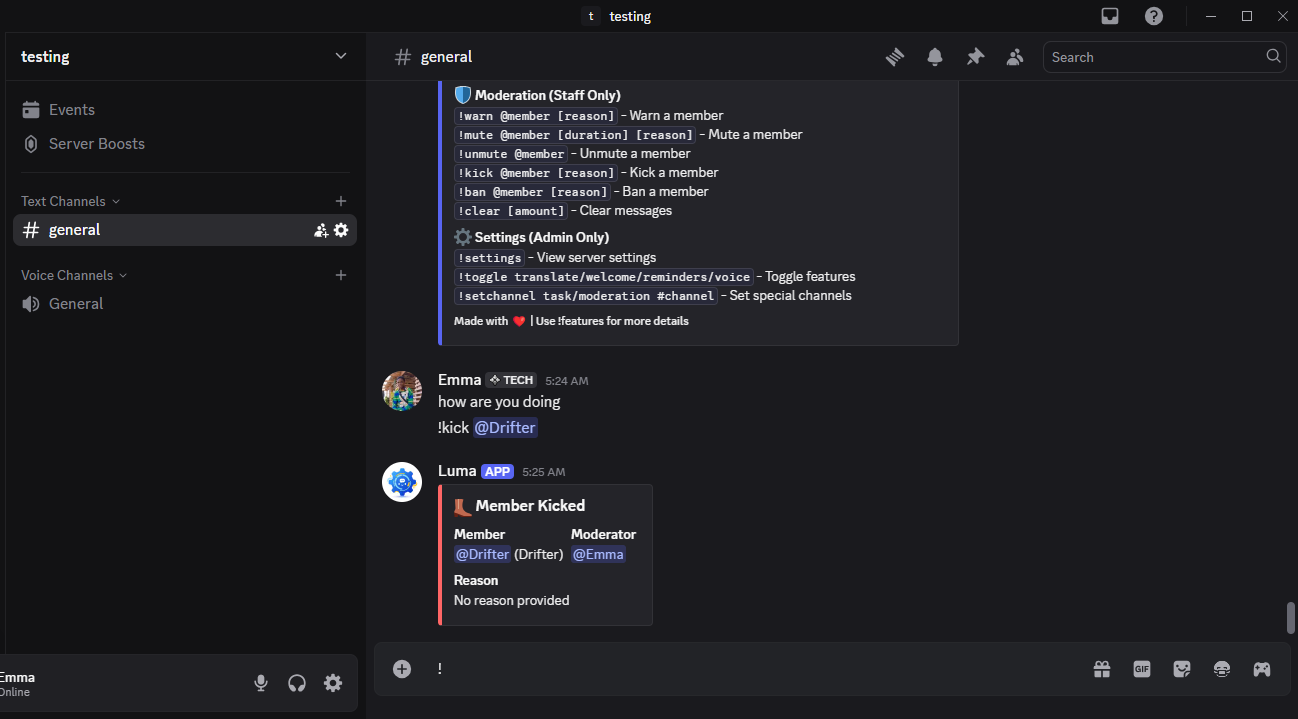 t testing
testing
Events
Server Boosts
Text Channels
general
Voice Channels
General
Emma
Online
general
Search
Moderation (Staff Only)
!warn @member [reason] - Warn a member
!mute @member [duration] [reason] - Mute a member
!unmute @member - Unmute a member
!kick @member [reason] - Kick a member
!ban @member [reason] - Ban a member
!clear [amount] - Clear messages
Settings (Admin Only)
!settings - View server settings
!toggle translate/welcome/reminders/voice - Toggle features
!setchannel task/moderation #channel - Set special channels
Made with ❤️ | Use !features for more details
Emma TECH 5:24 AM
how are you doing
!kick @Drifter
Luma APP 5:25 AM
Member Kicked
Member Moderator
@Drifter (Drifter) @Emma
Reason
No reason provided
!
GIF